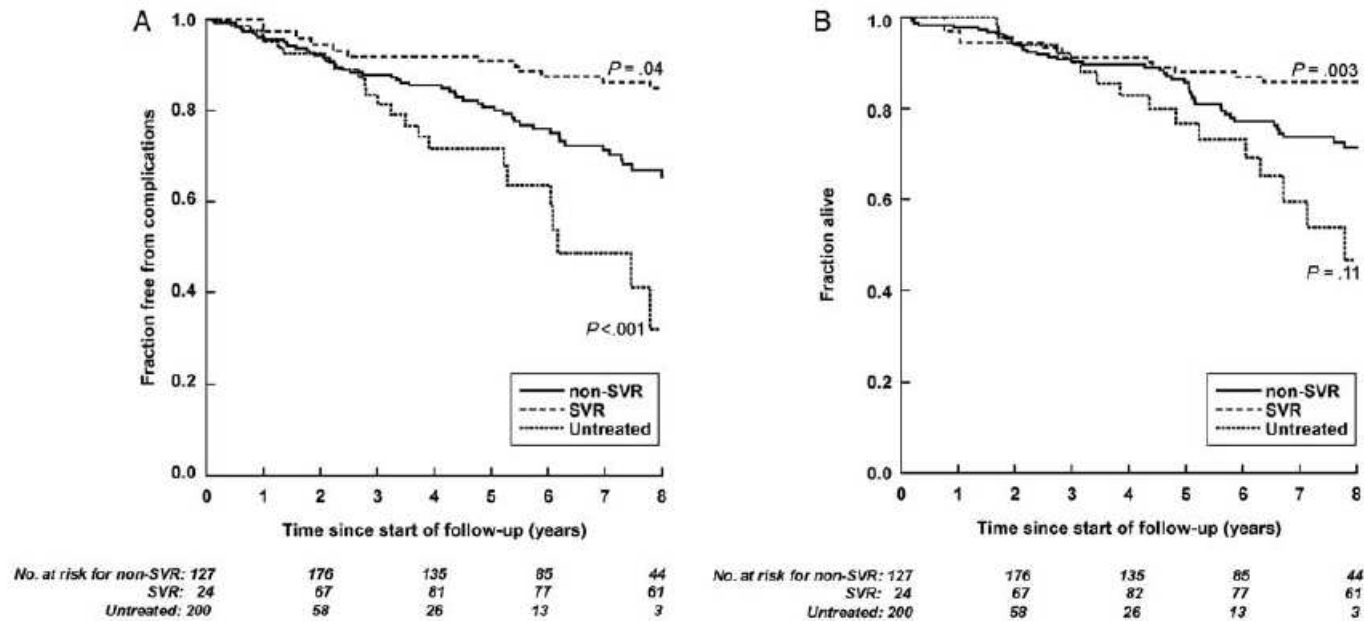 A
Fraction free from complications
1.0
0.8
0.6
0.4
0.2
0.0
P = .04
P<.001
non-SVR
SVR
Untreated
0 1 2 3 4 5 6 7 8
Time since start of follow-up (years)
No. at risk for non-SVR: 127 176 135 85 44
SVR: 24 67 81 77 61
Untreated: 200 58 26 13 3
B
Fraction alive
1.0
0.8
0.6
0.4
0.2
0.0
P = .003
P = .11
non-SVR
SVR
Untreated
0 1 2 3 4 5 6 7 8
Time since start of follow-up (years)
No. at risk for non-SVR: 127 176 135 85 44
SVR: 24 67 82 77 61
Untreated: 200 58 26 13 3